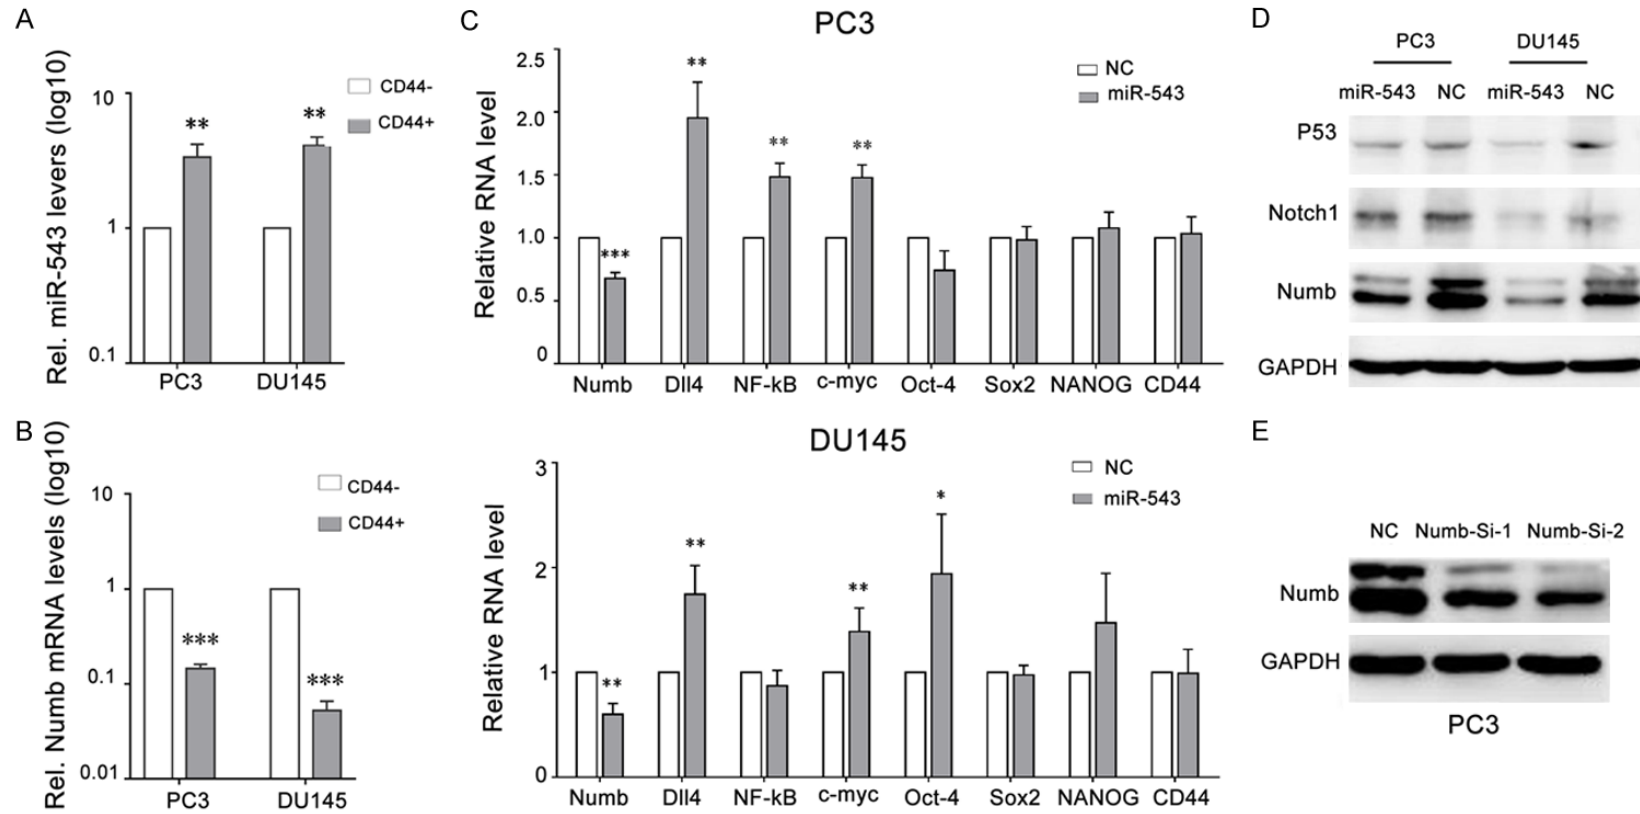 A
Rel. miR-543 levers (log10)
10
1
0.1
** **
CD44-
CD44+
PC3 DU145
B
Rel. Numb mRNA levels (log10)
10
1
0.1
0.01
*** ***
CD44-
CD44+
PC3 DU145
C
PC3
Relative RNA level
2.5
2.0
1.5
1.0
0.5
0
NC
miR-543
*** ** ** **
Numb Dll4 NF-kB c-myc Oct-4 Sox2 NANOG CD44
DU145
Relative RNA level
3
2
1
0
NC
miR-543
** ** ** *
Numb Dll4 NF-kB c-myc Oct-4 Sox2 NANOG CD44
D
PC3 DU145
miR-543 NC miR-543 NC
P53
Notch1
Numb
GAPDH
E
NC Numb-Si-1 Numb-Si-2
Numb
GAPDH
PC3